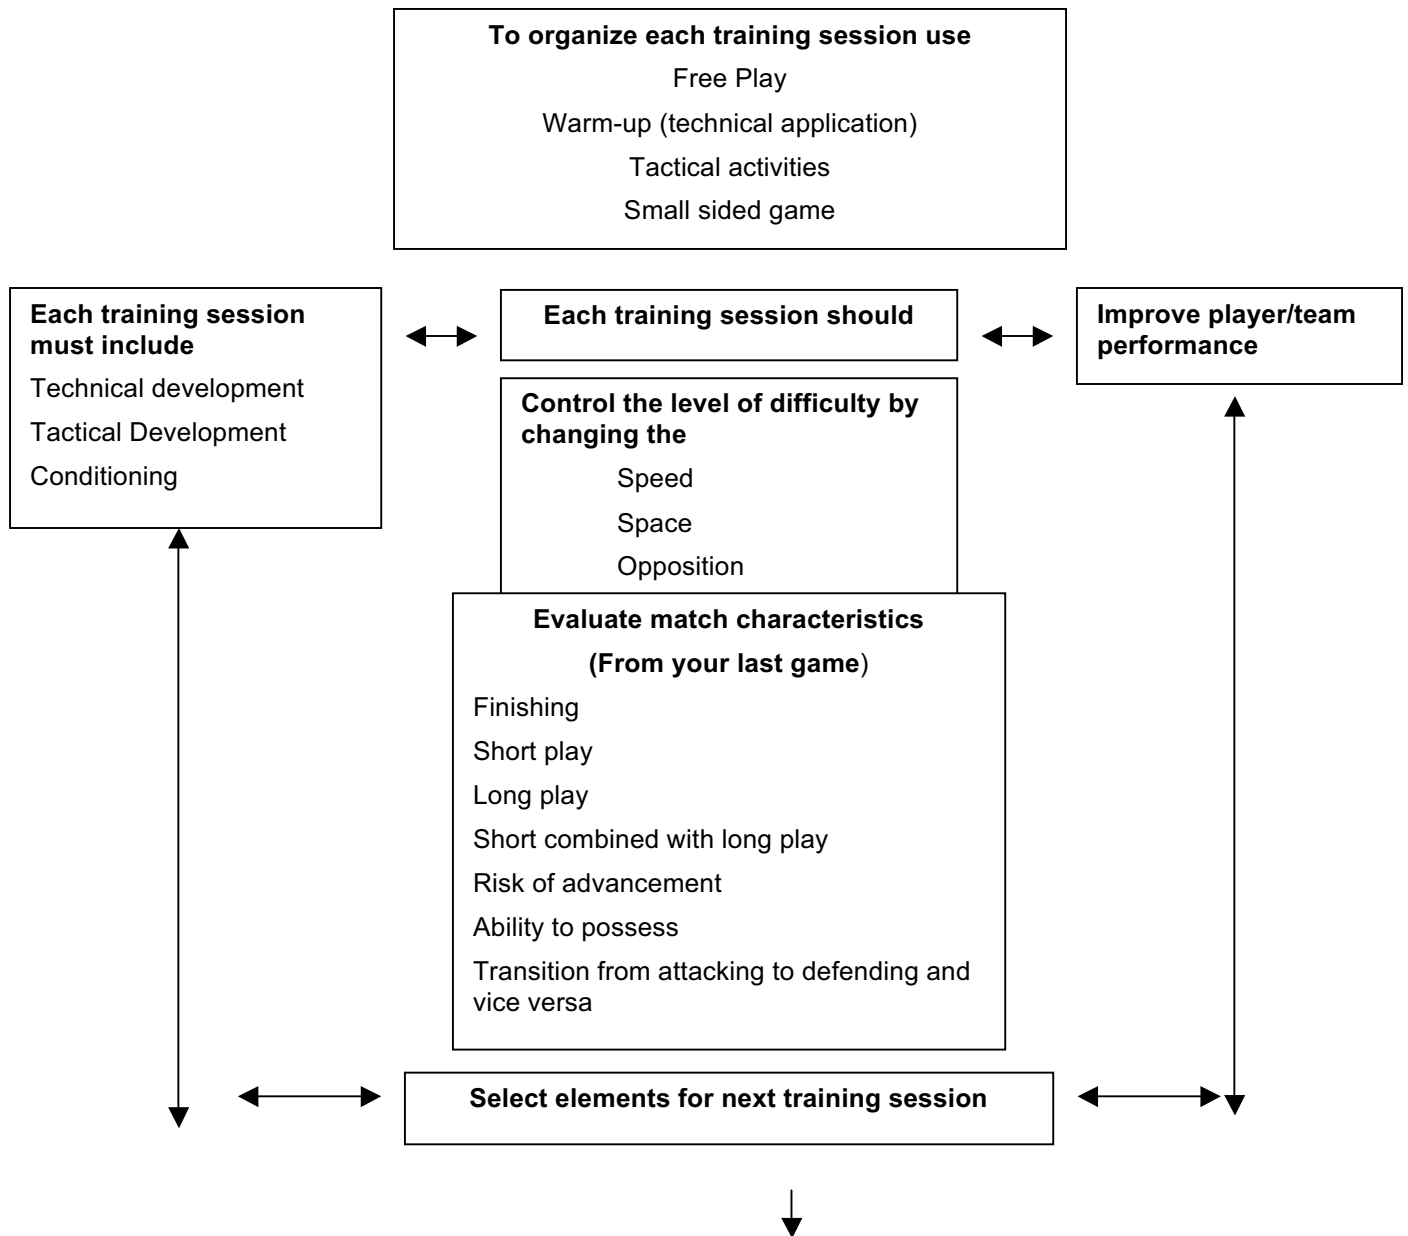 To organize each training session use
Free Play
Warm-up (technical application)
Tactical activities
Small sided game
Each training session
must include
Technical development
Tactical Development
Conditioning
Each training session should
Improve player/team
performance
Control the level of difficulty by
changing the
Speed
Space
Opposition
Evaluate match characteristics
(From your last game)
Finishing
Short play
Long play
Short combined with long play
Risk of advancement
Ability to possess
Transition from attacking to defending and
vice versa
Select elements for next training session